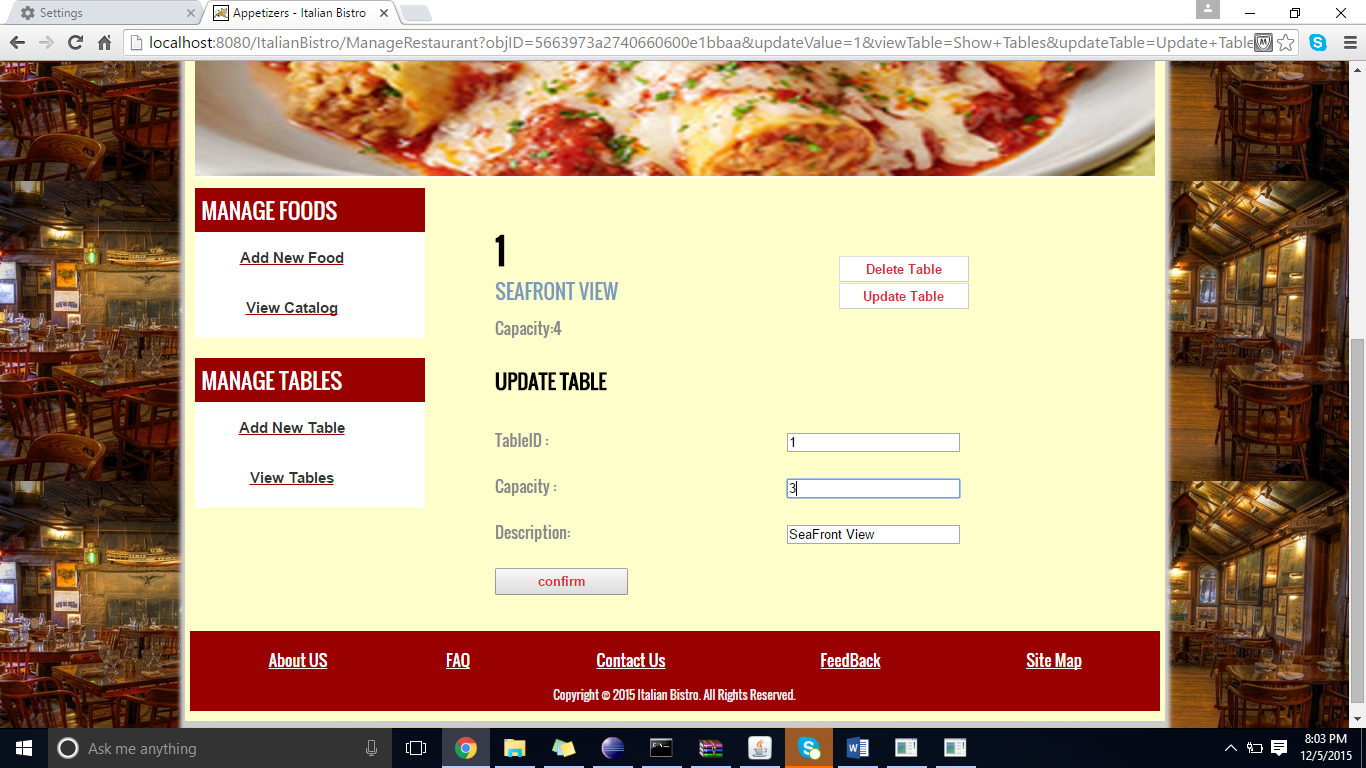 Settings
Appetizers - Italian Bistro
localhost:8080/ItalianBistro/ManageRestaurant?objID=5663973a2740660600e1bbaa&updateValue=1&viewTable=Show+Tables&updateTable=Update+Table
MANAGE FOODS
Add New Food
View Catalog
MANAGE TABLES
Add New Table
View Tables
1
SEAFRONT VIEW
Capacity:4
Delete Table
Update Table
UPDATE TABLE
TableID : 1
Capacity : 3
Description: SeaFront View
confirm
About US FAQ Contact Us FeedBack Site Map
Copyright © 2015 Italian Bistro. All Rights Reserved.
Ask me anything
8:03 PM
12/5/2015